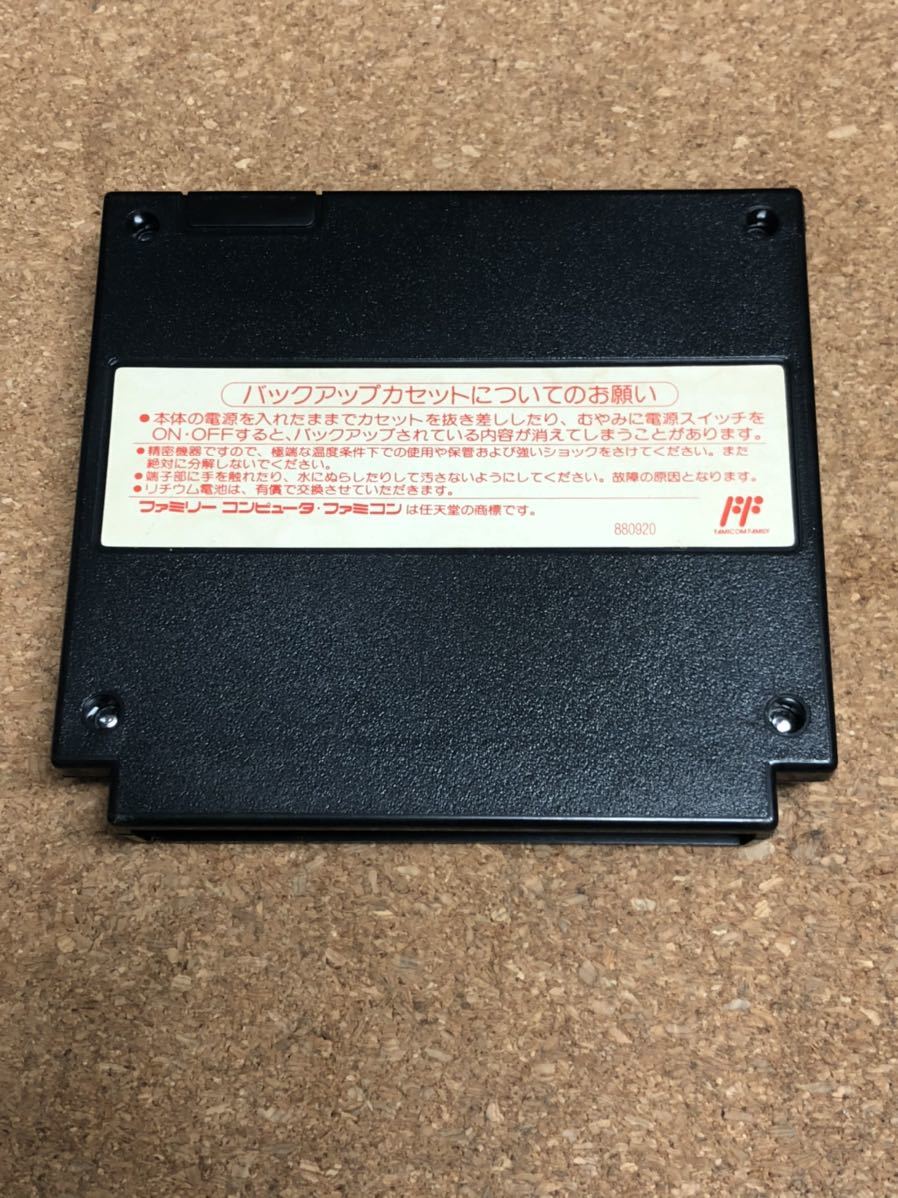 バックアップカセットについてのお願い
●本体の電源を入れたままでカセットを抜き差ししたり、むやみに電源スイッチを
ON・OFFすると、バックアップされている内容が消えてしまうことがあります。
●精密機器ですので、極端な温度条件下での使用や保管および強いショックをさけてください。また
絶対に分解しないでください。
●端子部に手を触れたり、水にぬらしたりして汚さないようにしてください。故障の原因となります。
●リチウム電池は、有償で交換させていただきます。
ファミリー コンピュータ・ファミコンは任天堂の商標です。
880920
FF
FAMICOM FAMILY